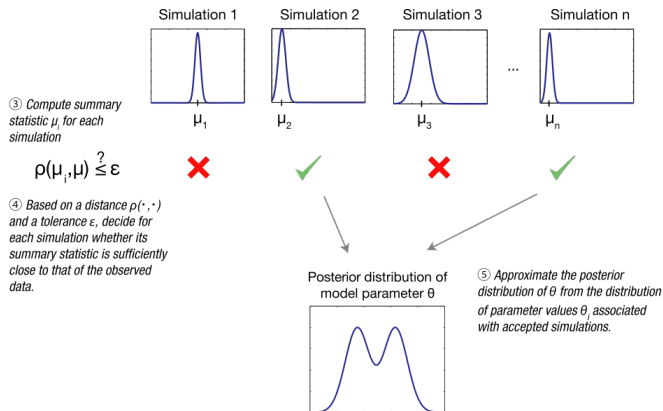 Simulation 1
Simulation 2
Simulation 3
Simulation n
...
③ Compute summary
statistic μᵢ for each
simulation
μ₁
μ₂
μ₃
μₙ
ρ(μᵢ,μ) ≤? ε
④ Based on a distance ρ(·,·)
and a tolerance ε, decide for
each simulation whether its
summary statistic is sufficiently
close to that of the observed
data.
Posterior distribution of
model parameter θ
⑤ Approximate the posterior
distribution of θ from the distribution
of parameter values θᵢ associated
with accepted simulations.